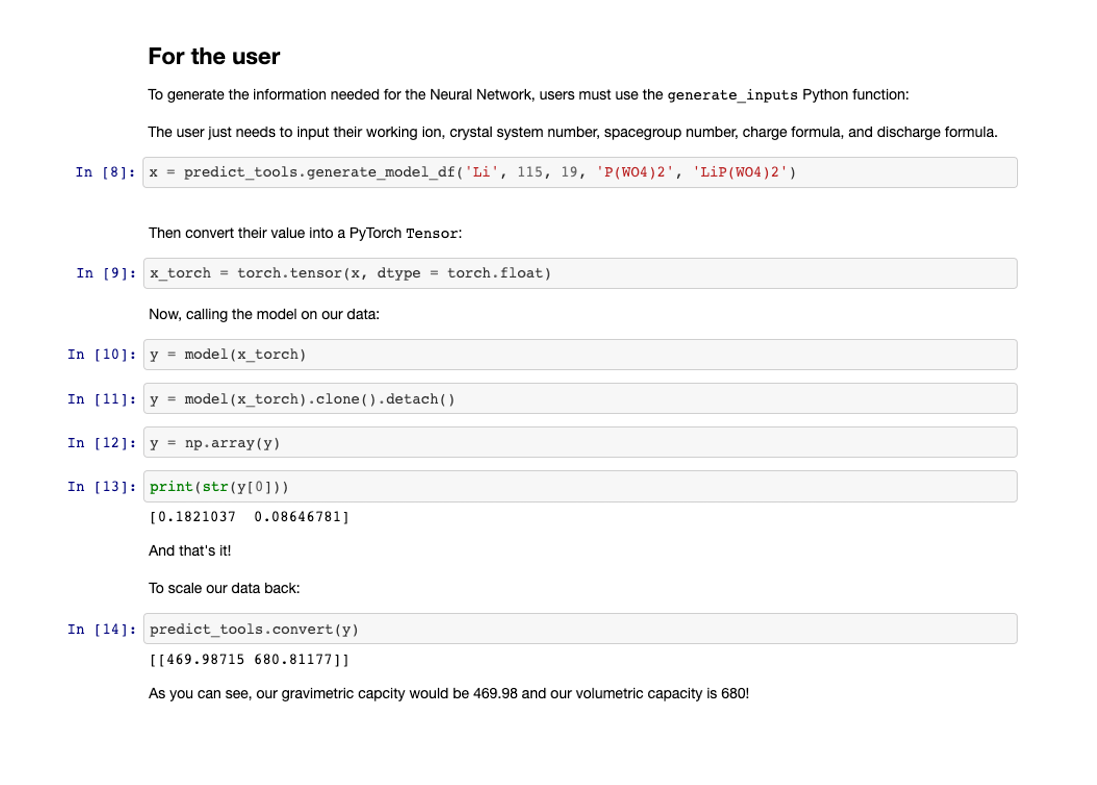 For the user
To generate the information needed for the Neural Network, users must use the generate_inputs Python function:
The user just needs to input their working ion, crystal system number, spacegroup number, charge formula, and discharge formula.
In [8]: x = predict_tools.generate_model_df('Li', 115, 19, 'P(WO4)2', 'LiP(WO4)2')
Then convert their value into a PyTorch Tensor:
In [9]: x_torch = torch.tensor(x, dtype = torch.float)
Now, calling the model on our data:
In [10]: y = model(x_torch)
In [11]: y = model(x_torch).clone().detach()
In [12]: y = np.array(y)
In [13]: print(str(y[0]))
[0.1821037  0.08646781]
And that's it!
To scale our data back:
In [14]: predict_tools.convert(y)
[[469.98715 680.81177]]
As you can see, our gravimetric capcity would be 469.98 and our volumetric capacity is 680!